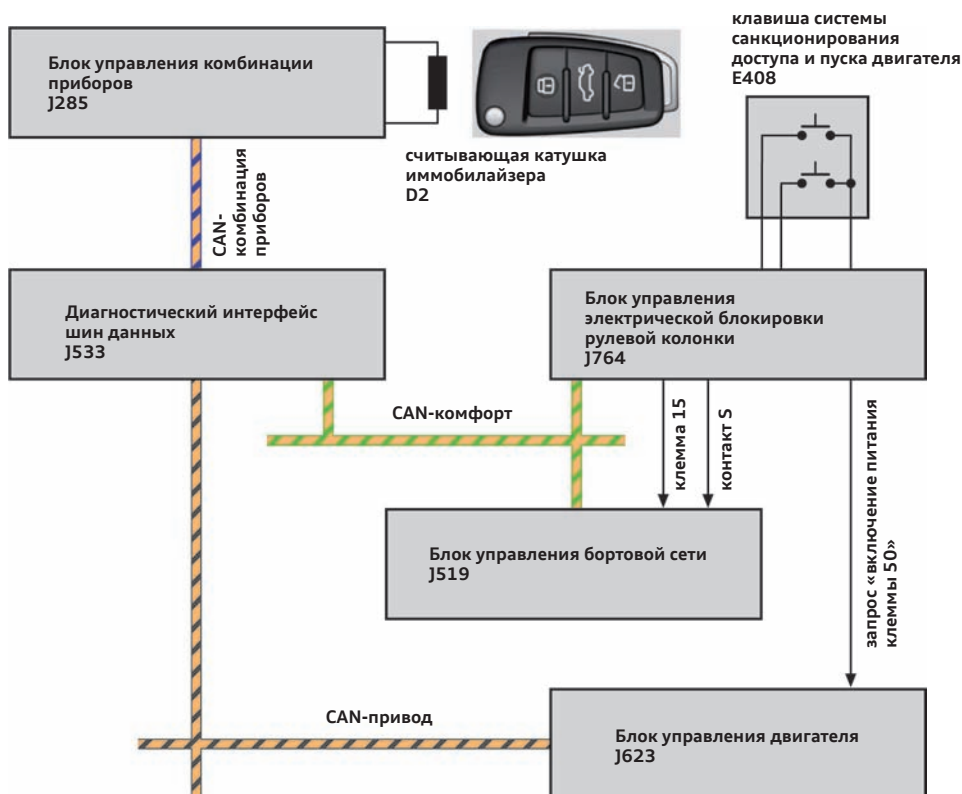 Блок управления комбинации
приборов
J285
считывающая катушка
иммобилайзера
D2
клавиша системы
санкционирования
доступа и пуска двигателя
E408
CAN-
комбинация
приборов
Диагностический интерфейс
шин данных
J533
Блок управления
электрической блокировки
рулевой колонки
J764
CAN-комфорт
клемма 15
контакт S
запрос «включение питания
клеммы 50»
Блок управления бортовой сети
J519
CAN-привод
Блок управления двигателя
J623